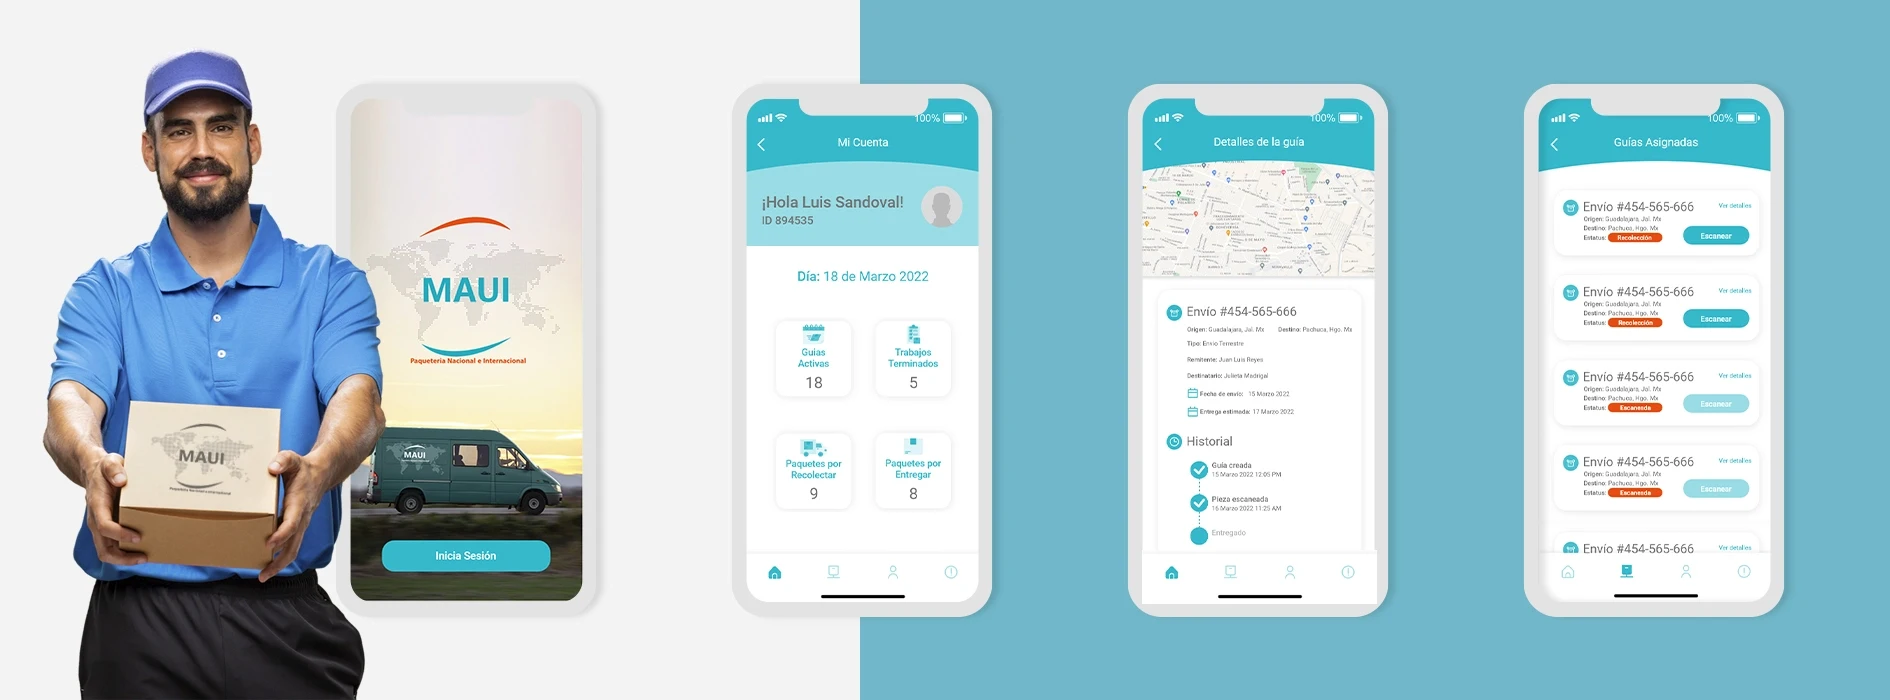 MAUI
Paquetería Nacional e Internacional
MAUI
Inicia Sesión
MAUI
Paquetería Nacional e Internacional
100%
Mi Cuenta
¡Hola Luis Sandoval!
ID 894535
Día: 18 de Marzo 2022
Guias
Activas
18
Trabajos
Terminados
5
Paquetes por
Recolectar
9
Paquetes por
Entregar
8
100%
Detalles de la guía
Envío #454-565-666
Origen: Guadalajara, Jal. Mx Destino: Pachuca, Hgo. Mx
Tipo: Envio Terrestre
Remitente: Juan Luis Reyes
Destinatario: Julieta Madrigal
Fecha de envío: 15 Marzo 2022
Entrega estimada: 17 Marzo 2022
Historial
Guía creada
15 Marzo 2022 12:05 PM
Pieza escaneada
16 Marzo 2022 11:25 AM
Entregado
100%
Guías Asignadas
Envío #454-565-666 Ver detalles
Origen: Guadalajara, Jal. Mx
Destino: Pachuca, Hgo. Mx
Estatus: Recolección
Escanear
Envío #454-565-666 Ver detalles
Origen: Guadalajara, Jal. Mx
Destino: Pachuca, Hgo. Mx
Estatus: Recolección
Escanear
Envío #454-565-666 Ver detalles
Origen: Guadalajara, Jal. Mx
Destino: Pachuca, Hgo. Mx
Estatus: Escaneada
Escanear
Envío #454-565-666 Ver detalles
Origen: Guadalajara, Jal. Mx
Destino: Pachuca, Hgo. Mx
Estatus: Escaneada
Escanear
Envío #454-565-666 Ver detalles